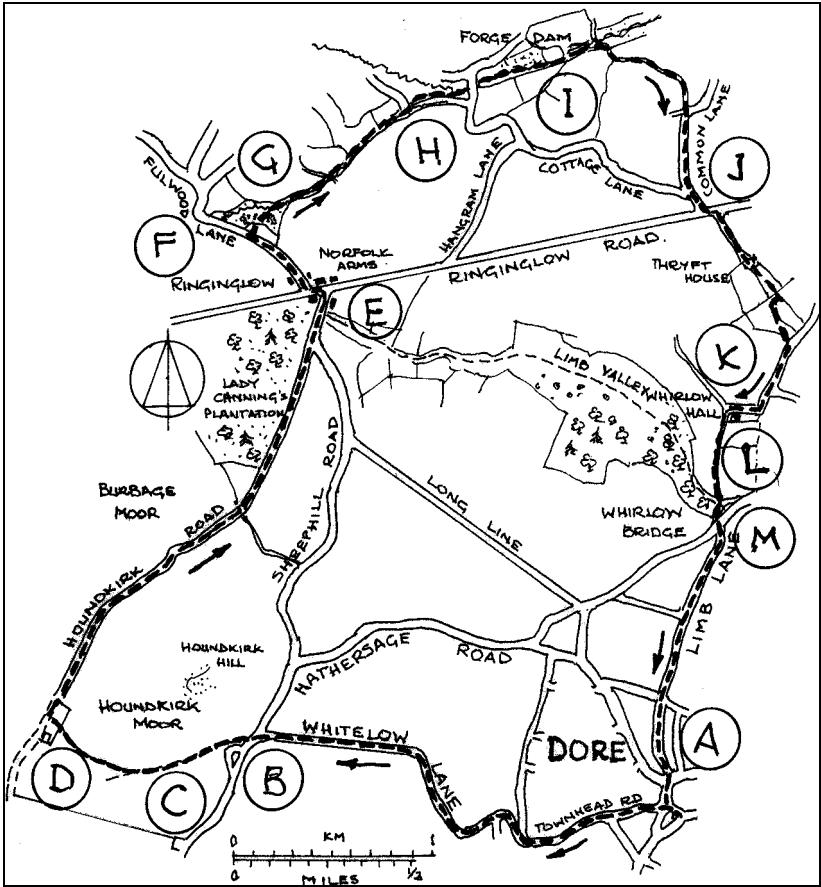 FORGE DAM
I
COMMON LANE
G
H
J
COTTAGE LANE
HANGRAM LANE
FULWOOD
LANE
F
NORFOLK
ARMS
RINGINGLOW
RINGINGLOW ROAD
THRYFT
HOUSE
E
K
LIMB VALLEY
LADY
CANNING'S
PLANTATION
WHIRLOW
HALL
L
SHEEPHILL ROAD
LONG LINE
BURBAGE
MOOR
WHIRLOW
BRIDGE
M
HOUNDKIRK ROAD
LIMB LANE
HOUNDKIRK
HILL
HATHERSAGE ROAD
HOUNDKIRK
MOOR
WHITELOW
LANE
DORE
A
D
C
B
TOWNHEAD RD
0 KM 1
0 MILES 1/2